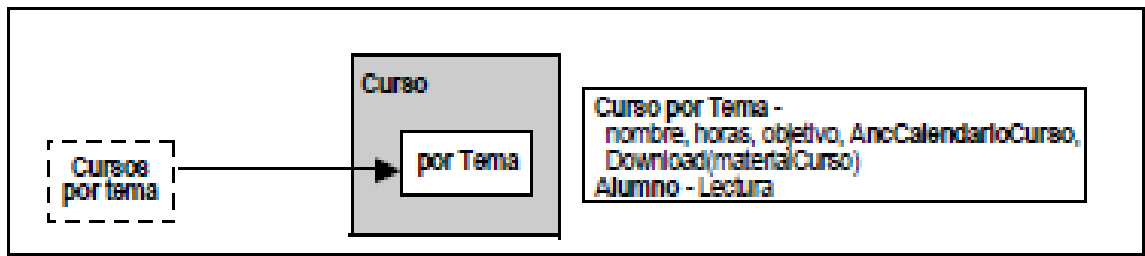 Curso
Cursos
por tema
por Tema
Curso por Tema -
nombre, horas, objetivo, AncCalendarioCurso,
Download(materialCurso)
Alumno - Lectura